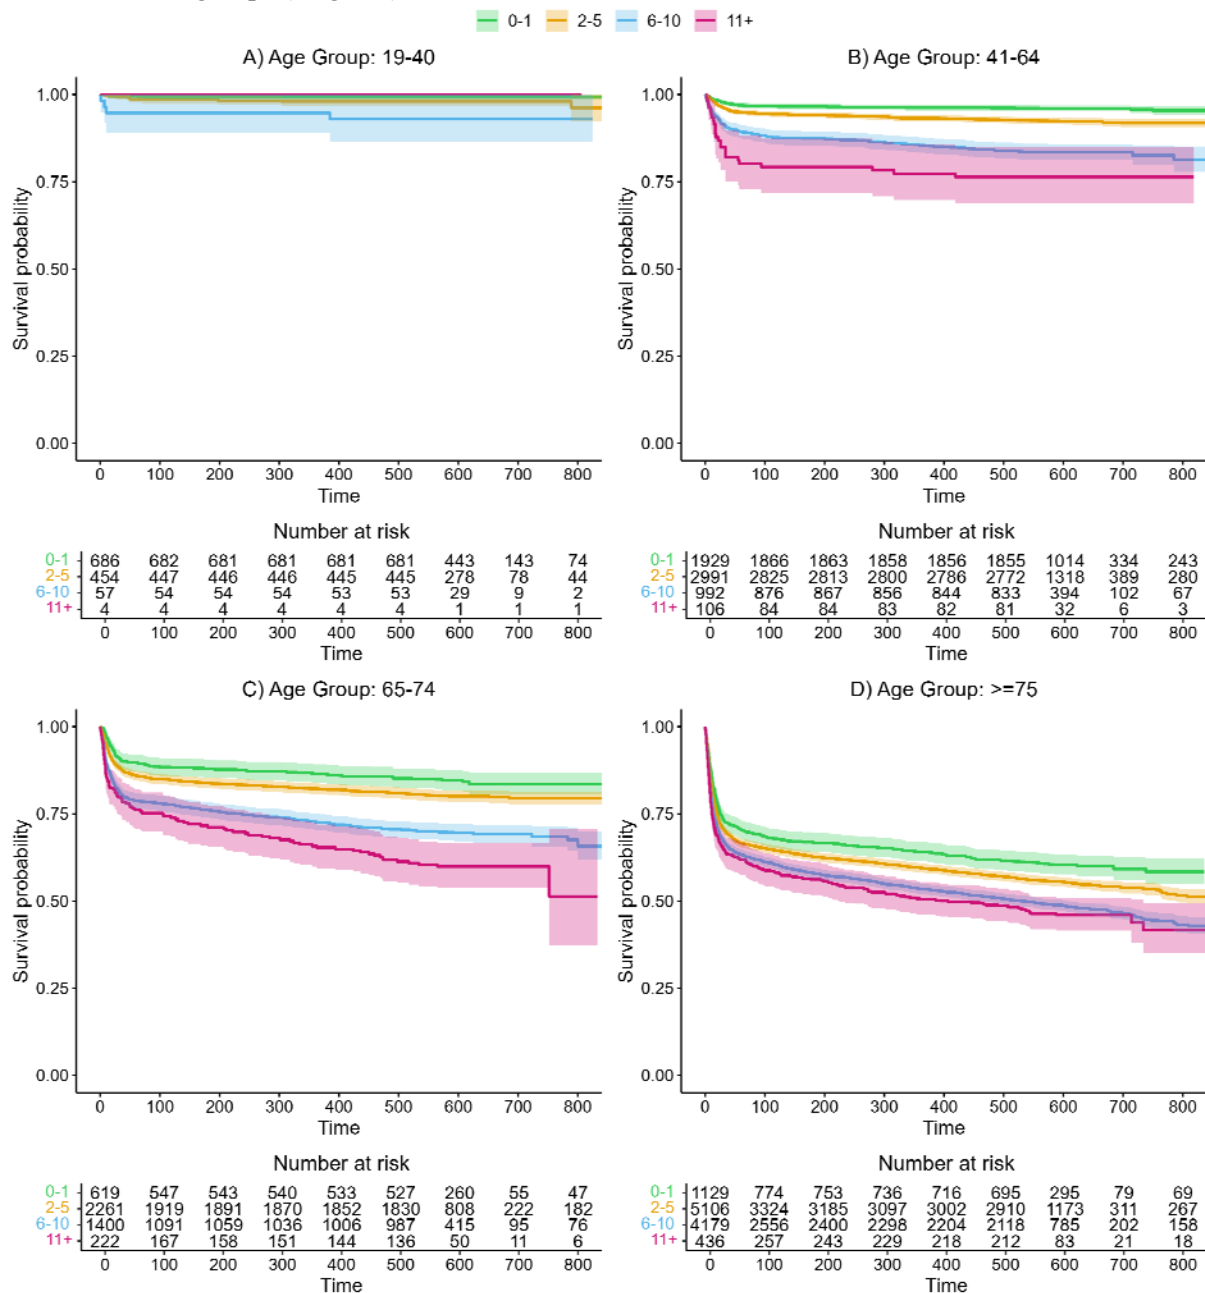 0-1 2-5 6-10 11+
A) Age Group: 19-40
Survival probability
1.00
0.75
0.50
0.25
0.00
0 100 200 300 400 500 600 700 800
Time
Number at risk
0-1 686 682 681 681 681 681 443 143 74
2-5 454 447 446 446 445 445 278 78 44
6-10 57 54 54 54 53 53 29 9 2
11+ 4 4 4 4 4 4 1 1 1
0 100 200 300 400 500 600 700 800
Time
B) Age Group: 41-64
Survival probability
1.00
0.75
0.50
0.25
0.00
0 100 200 300 400 500 600 700 800
Time
Number at risk
0-1 1929 1866 1863 1858 1856 1855 1014 334 243
2-5 2991 2825 2813 2800 2786 2772 1318 389 280
6-10 992 876 867 856 844 833 394 102 67
11+ 106 84 84 83 82 81 32 6 3
0 100 200 300 400 500 600 700 800
Time
C) Age Group: 65-74
Survival probability
1.00
0.75
0.50
0.25
0.00
0 100 200 300 400 500 600 700 800
Time
Number at risk
0-1 619 547 543 540 533 527 260 55 47
2-5 2261 1919 1891 1870 1852 1830 808 222 182
6-10 1400 1091 1059 1036 1006 987 415 95 76
11+ 222 167 158 151 144 136 50 11 6
0 100 200 300 400 500 600 700 800
Time
D) Age Group: >=75
Survival probability
1.00
0.75
0.50
0.25
0.00
0 100 200 300 400 500 600 700 800
Time
Number at risk
0-1 1129 774 753 736 716 695 295 79 69
2-5 5106 3324 3185 3097 3002 2910 1173 311 267
6-10 4179 2556 2400 2298 2204 2118 785 202 158
11+ 436 257 243 229 218 212 83 21 18
0 100 200 300 400 500 600 700 800
Time